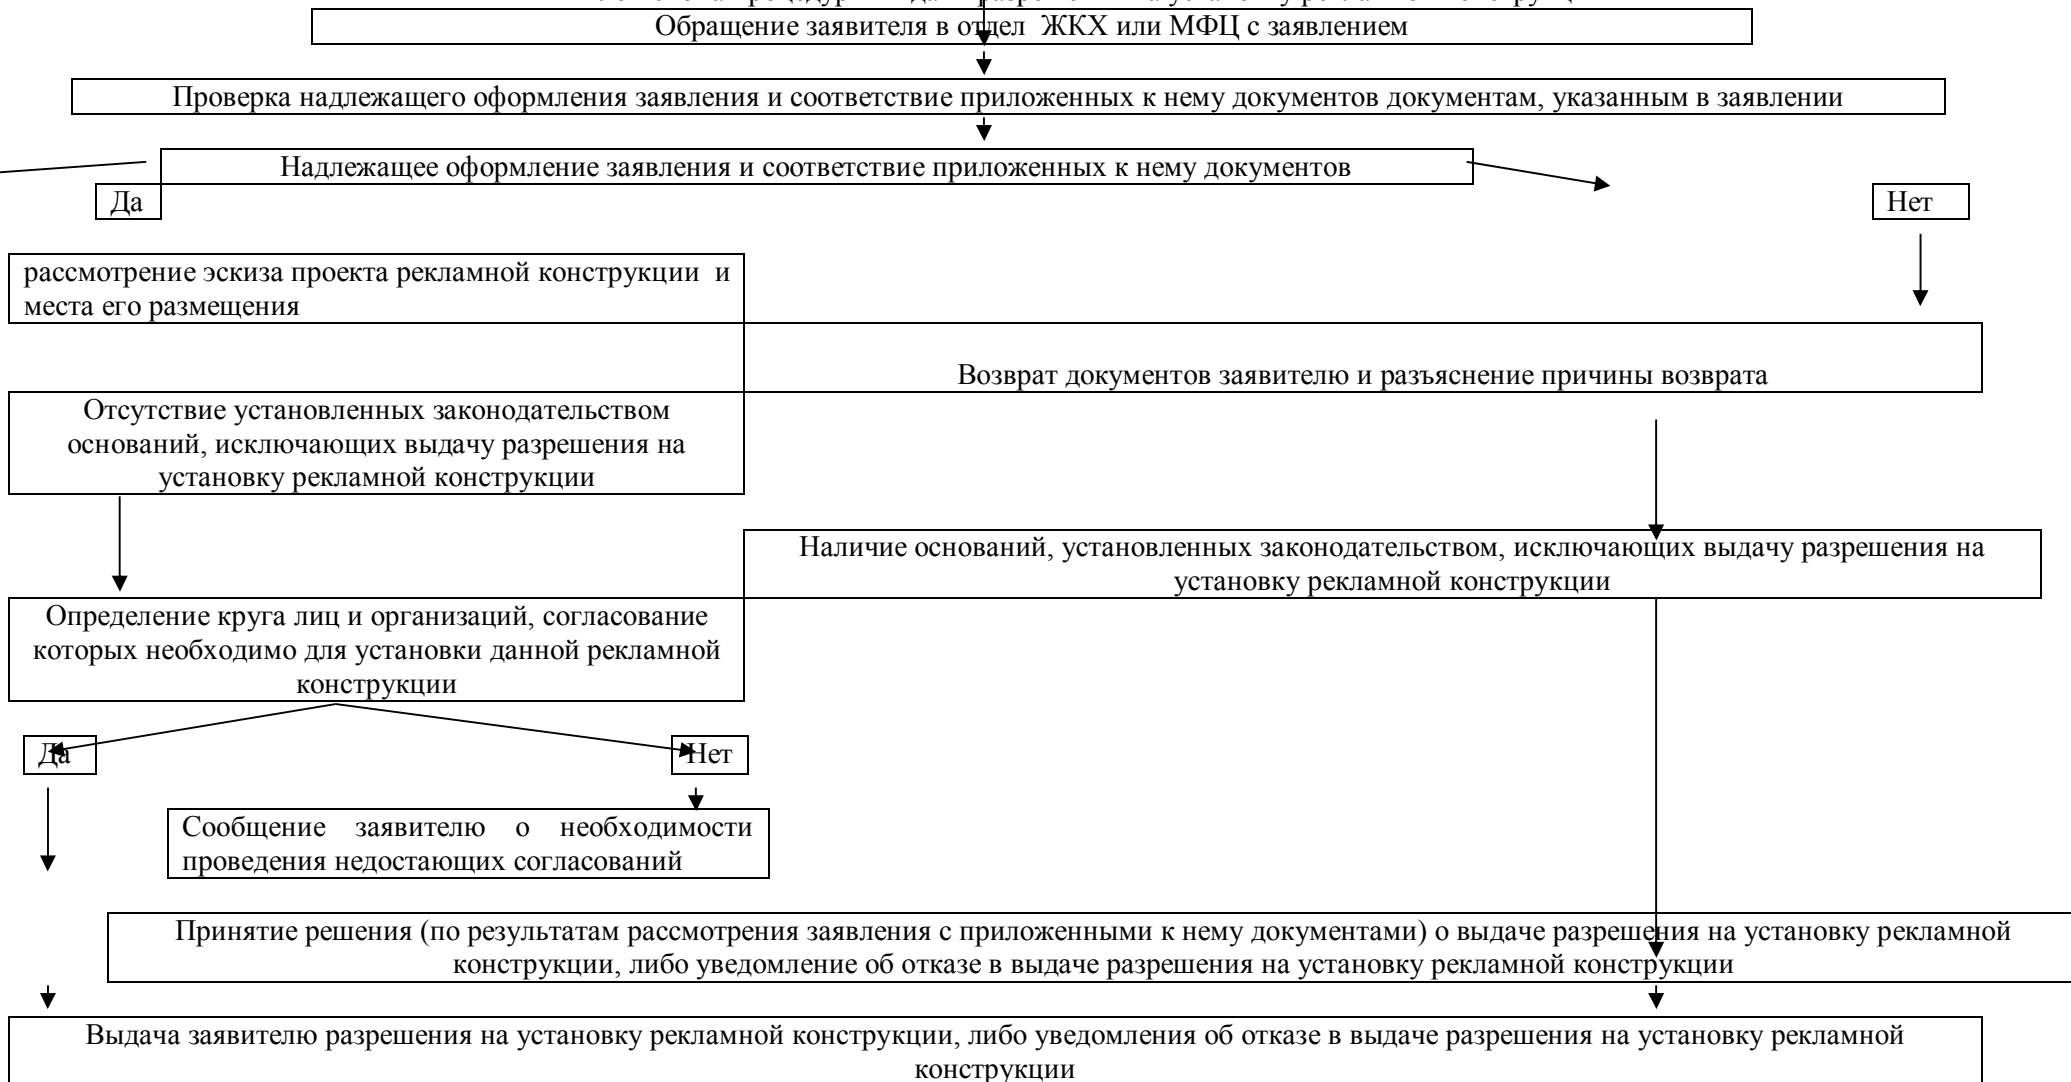 Обращение заявителя в отдел ЖКХ или МФЦ с заявлением
Проверка надлежащего оформления заявления и соответствие приложенных к нему документов документам, указанным в заявлении
Надлежащее оформление заявления и соответствие приложенных к нему документов
Да
Нет
рассмотрение эскиза проекта рекламной конструкции и
места его размещения
Возврат документов заявителю и разъяснение причины возврата
Отсутствие установленных законодательством
оснований, исключающих выдачу разрешения на
установку рекламной конструкции
Наличие оснований, установленных законодательством, исключающих выдачу разрешения на
установку рекламной конструкции
Определение круга лиц и организаций, согласование
которых необходимо для установки данной рекламной
конструкции
Да
Нет
Сообщение заявителю о необходимости
проведения недостающих согласований
Принятие решения (по результатам рассмотрения заявления с приложенными к нему документами) о выдаче разрешения на установку рекламной
конструкции, либо уведомление об отказе в выдаче разрешения на установку рекламной конструкции
Выдача заявителю разрешения на установку рекламной конструкции, либо уведомления об отказе в выдаче разрешения на установку рекламной
конструкции